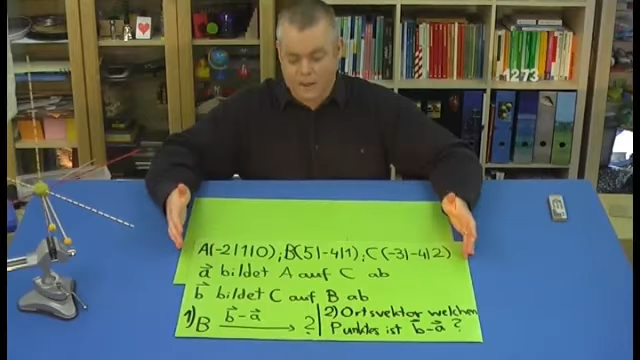 1273
A(-2|1|0), B(5|-4|1), C(-3|-4|2)
a⃗ bildet A auf C ab
b⃗ bildet C auf B ab
1) B b⃗-a⃗ → ?
2) Ortsvektor welchen
Punktes ist b⃗-a⃗?